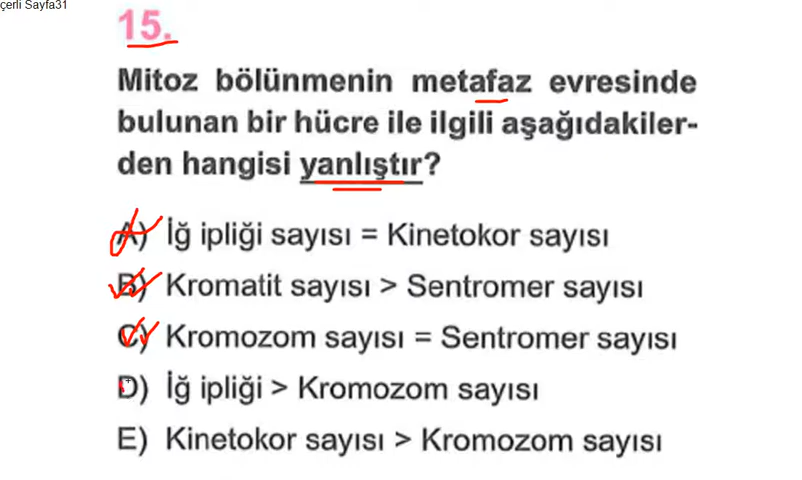 çerli Sayfa31
15.
Mitoz bölünmenin metafaz evresinde
bulunan bir hücre ile ilgili aşağıdakiler-
den hangisi yanlıştır?
A) İğ ipliği sayısı = Kinetokor sayısı
B) Kromatit sayısı > Sentromer sayısı
C) Kromozom sayısı = Sentromer sayısı
D) İğ ipliği > Kromozom sayısı
E) Kinetokor sayısı > Kromozom sayısı